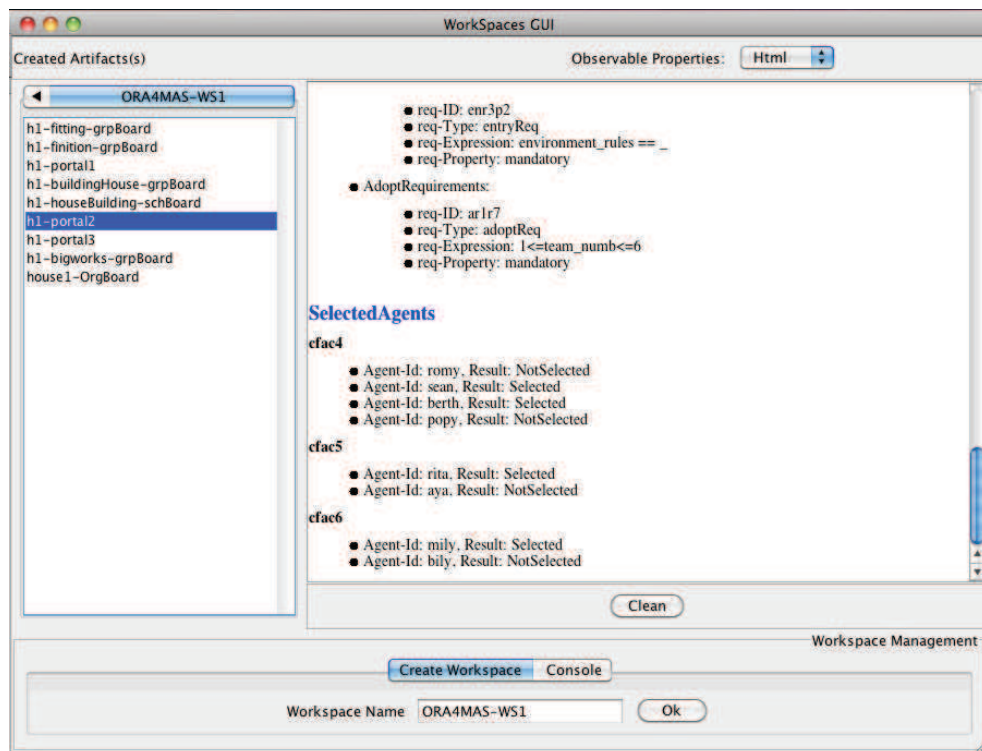 WorkSpaces GUI
Created Artifacts(s)
Observable Properties: Html
ORA4MAS-WS1
h1-fitting-grpBoard
h1-finition-grpBoard
h1-portal1
h1-buildingHouse-grpBoard
h1-houseBuilding-schBoard
h1-portal2
h1-portal3
h1-bigworks-grpBoard
house1-OrgBoard
req-ID: enr3p2
req-Type: entryReq
req-Expression: environment_rules == _
req-Property: mandatory
AdoptRequirements:
req-ID: ar1r7
req-Type: adoptReq
req-Expression: 1<=team_numb<=6
req-Property: mandatory
SelectedAgents
cfac4
Agent-Id: romy, Result: NotSelected
Agent-Id: sean, Result: Selected
Agent-Id: berth, Result: Selected
Agent-Id: popy, Result: NotSelected
cfac5
Agent-Id: rita, Result: Selected
Agent-Id: aya, Result: NotSelected
cfac6
Agent-Id: mily, Result: Selected
Agent-Id: bily, Result: NotSelected
Clean
Workspace Management
Create Workspace Console
Workspace Name ORA4MAS-WS1 Ok